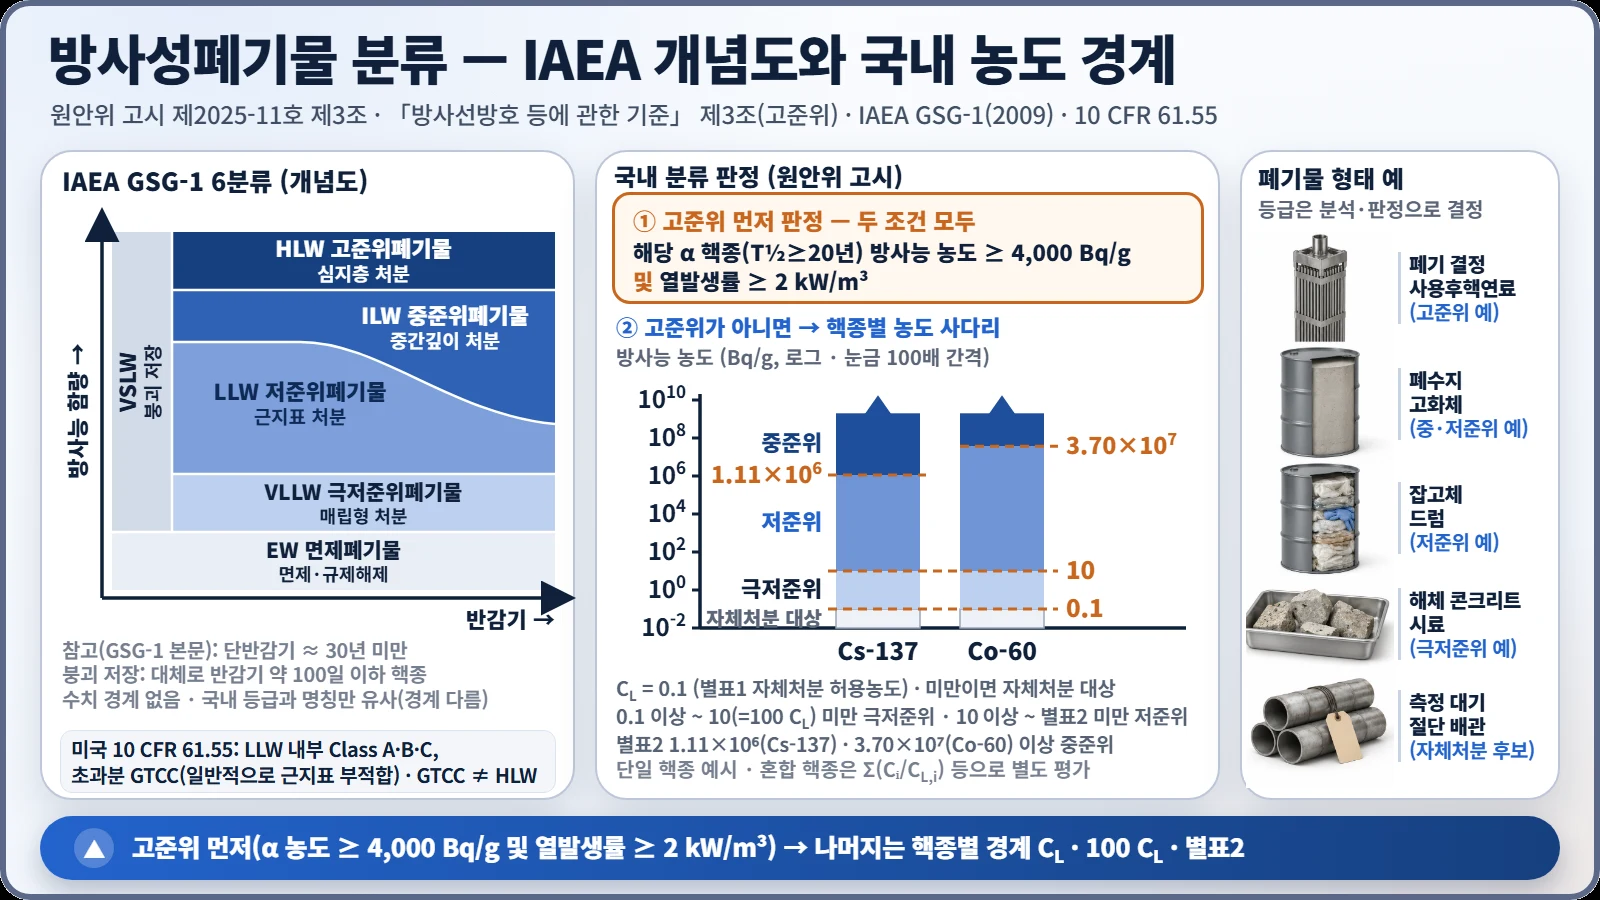 방사성폐기물 분류 — IAEA 개념도와 국내 농도 경계
원안위 고시 제2025-11호 제3조 · 「방사선방호 등에 관한 기준」 제3조(고준위) · IAEA GSG-1(2009) · 10 CFR 61.55
IAEA GSG-1 6분류 (개념도)
방사능 함량 →
VSLW
붕괴 저장
HLW 고준위폐기물
심지층 처분
ILW 중준위폐기물
중간깊이 처분
LLW 저준위폐기물
근지표 처분
VLLW 극저준위폐기물
매립형 처분
EW 면제폐기물
면제·규제해제
반감기 →
참고(GSG-1 본문): 단반감기 ≈ 30년 미만
붕괴 저장: 대체로 반감기 약 100일 이하 핵종
수치 경계 없음 · 국내 등급과 명칭만 유사(경계 다름)
미국 10 CFR 61.55: LLW 내부 Class A·B·C,
초과분 GTCC(일반적으로 근지표 부적합) · GTCC ≠ HLW
국내 분류 판정 (원안위 고시)
① 고준위 먼저 판정 — 두 조건 모두
해당 α 핵종(T½≥20년) 방사능 농도 ≥ 4,000 Bq/g
및 열발생률 ≥ 2 kW/m³
② 고준위가 아니면 → 핵종별 농도 사다리
방사능 농도 (Bq/g, 로그 · 눈금 100배 간격)
10¹⁰
10⁸
10⁶
10⁴
10²
10⁰
10⁻²
중준위
1.11×10⁶
저준위
극저준위
자체처분 대상
3.70×10⁷
10
0.1
Cs-137
Co-60
C_L = 0.1 (별표1 자체처분 허용농도) · 미만이면 자체처분 대상
0.1 이상 ~ 10(=100 C_L) 미만 극저준위 · 10 이상 ~ 별표2 미만 저준위
별표2 1.11×10⁶(Cs-137) · 3.70×10⁷(Co-60) 이상 중준위
단일 핵종 예시 · 혼합 핵종은 Σ(Cᵢ/C_L,i) 등으로 별도 평가
폐기물 형태 예
등급은 분석·판정으로 결정
폐기 결정
사용후핵연료
(고준위 예)
폐수지
고화체
(중·저준위 예)
잡고체
드럼
(저준위 예)
해체 콘크리트
시료
(극저준위 예)
측정 대기
절단 배관
(자체처분 후보)
고준위 먼저(α 농도 ≥ 4,000 Bq/g 및 열발생률 ≥ 2 kW/m³) → 나머지는 핵종별 경계 C_L · 100 C_L · 별표2